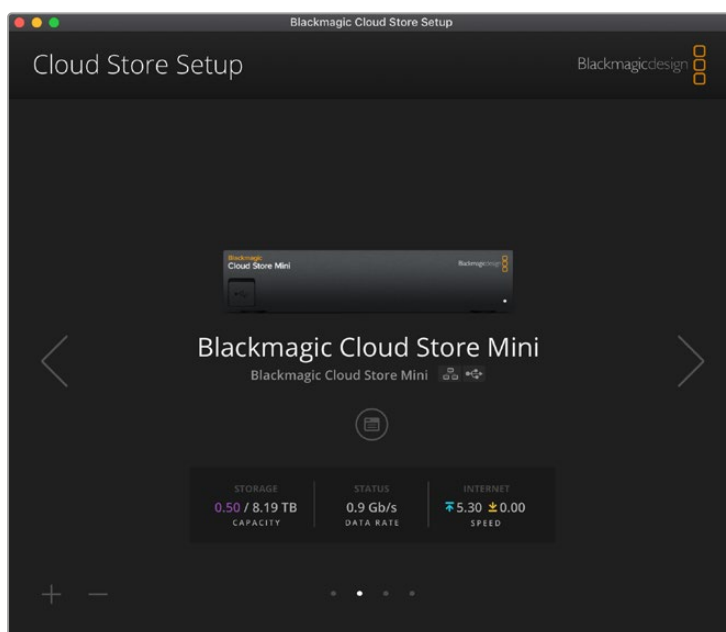 Blackmagic Cloud Store Setup
Cloud Store Setup
Blackmagicdesign
Blackmagic
Cloud Store Mini
Blackmagicdesign
Blackmagic Cloud Store Mini
Blackmagic Cloud Store Mini
STORAGE STATUS INTERNET
0.50 / 8.19 TB 0.9 Gb/s 5.30 0.00
CAPACITY DATA RATE SPEED